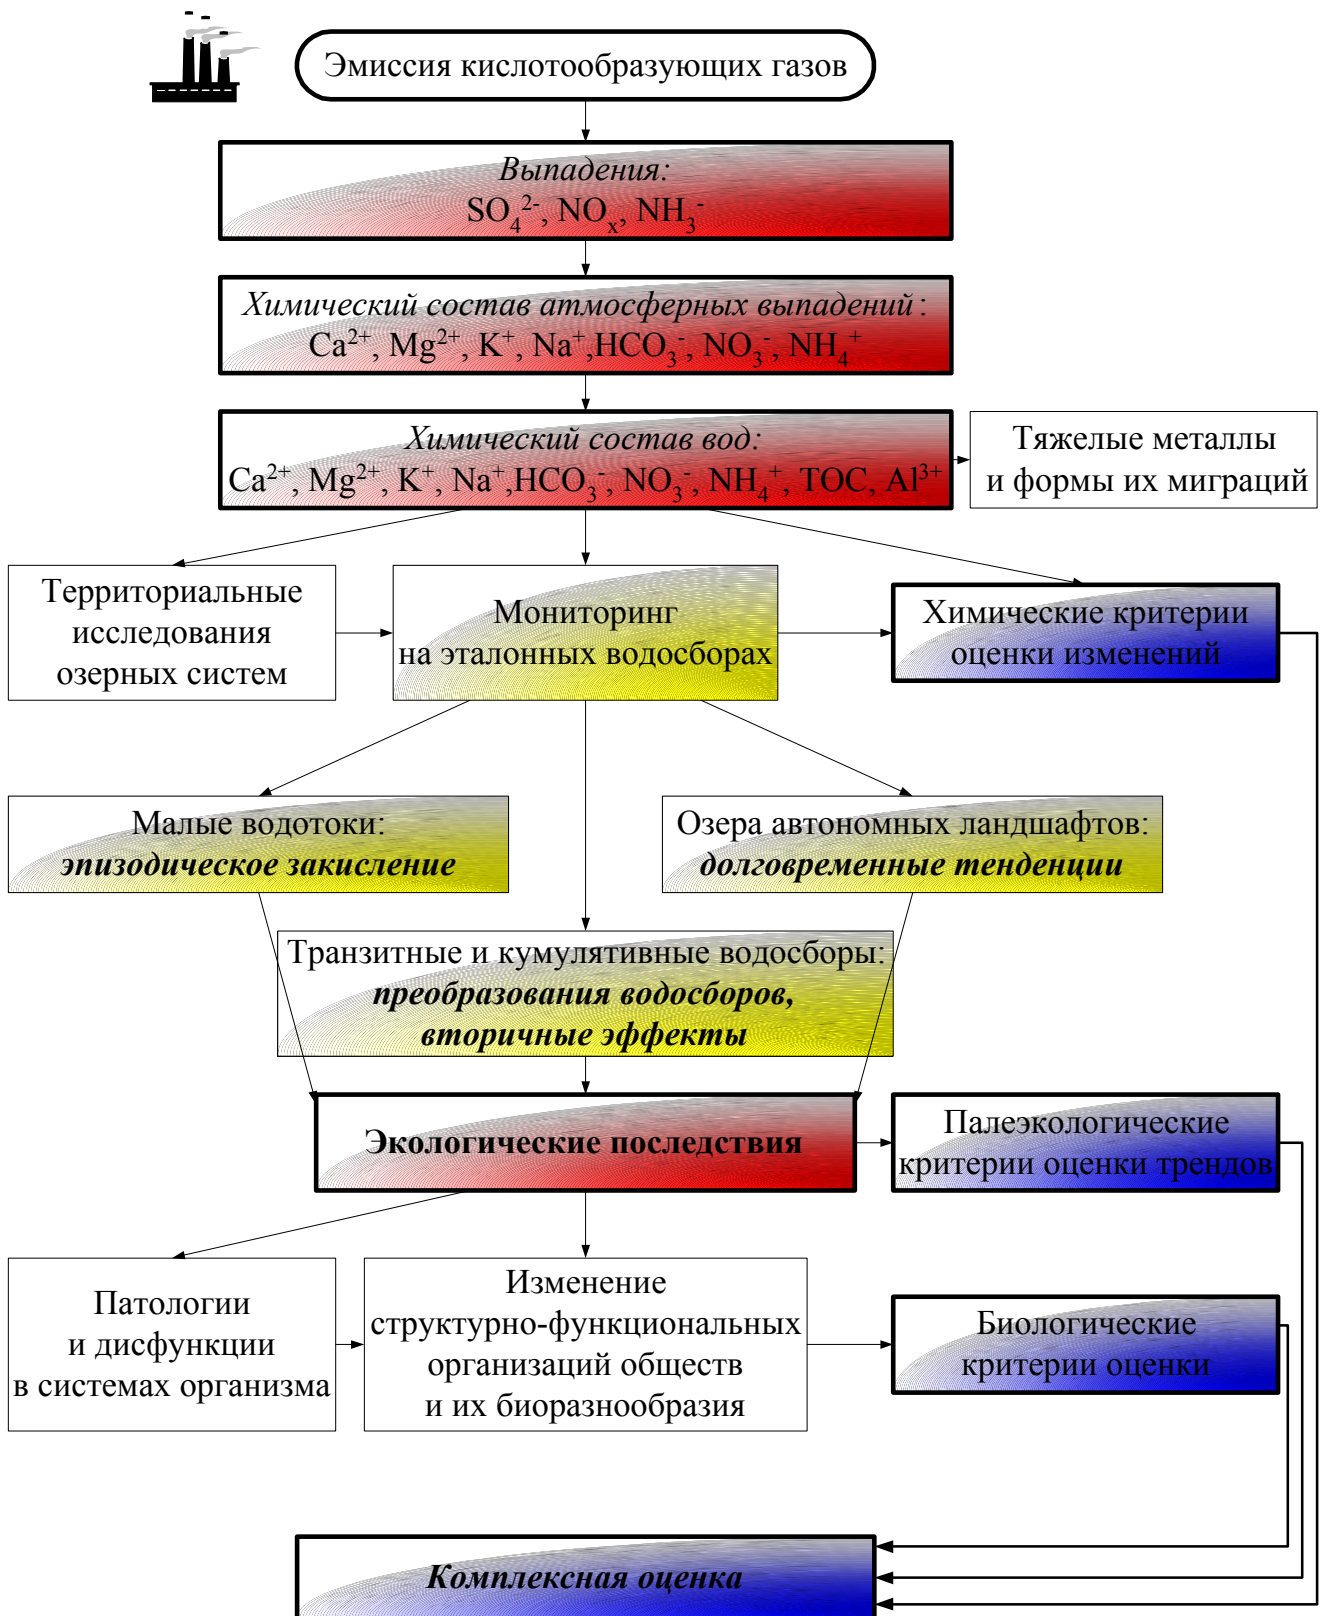 Эмиссия кислотообразующих газов
Выпадения:
SO₄²⁻, NOₓ, NH₃⁻
Химический состав атмосферных выпадений:
Ca²⁺, Mg²⁺, K⁺, Na⁺,HCO₃⁻, NO₃⁻, NH₄⁺
Химический состав вод:
Ca²⁺, Mg²⁺, K⁺, Na⁺,HCO₃⁻, NO₃⁻, NH₄⁺, TOC, Al³⁺
Тяжелые металлы
и формы их миграций
Территориальные
исследования
озерных систем
Мониторинг
на эталонных водосборах
Химические критерии
оценки изменений
Малые водотоки:
эпизодическое закисление
Озера автономных ландшафтов:
долговременные тенденции
Транзитные и кумулятивные водосборы:
преобразования водосборов,
вторичные эффекты
Экологические последствия
Палеэкологические
критерии оценки трендов
Патологии
и дисфункции
в системах организма
Изменение
структурно-функциональных
организаций обществ
и их биоразнообразия
Биологические
критерии оценки
Комплексная оценка